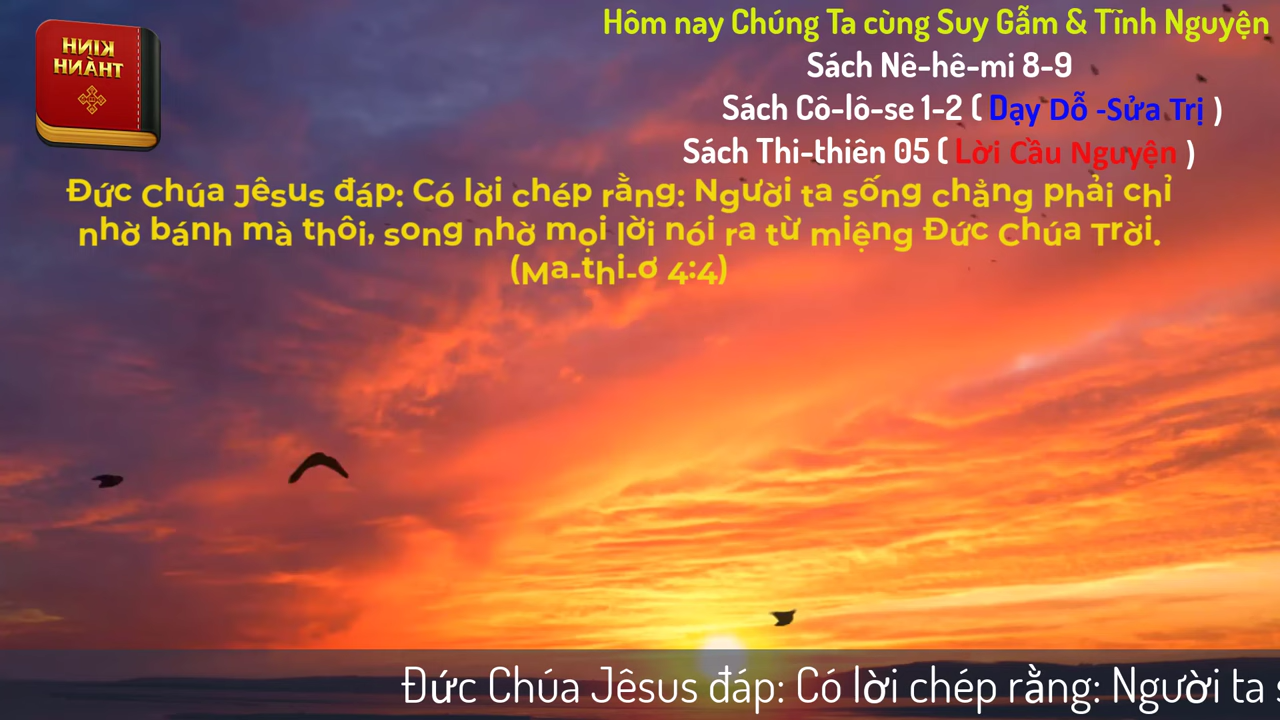 KINH
THÀNH
Hôm nay Chúng Ta cùng Suy Gẫm & Tĩnh Nguyện
Sách Nê-hê-mi 8-9
Sách Cô-lô-se 1-2 ( Dạy Dỗ -Sửa Trị )
Sách Thi-thiên 05 ( Lời Cầu Nguyện )
Đức Chúa Jêsus đáp: Có lời chép rằng: Người ta sống chẳng phải chỉ
nhờ bánh mà thôi, song nhờ mọi lời nói ra từ miệng Đức Chúa Trời.
(Ma-thi-ơ 4:4)
Đức Chúa Jêsus đáp: Có lời chép rằng: Người ta